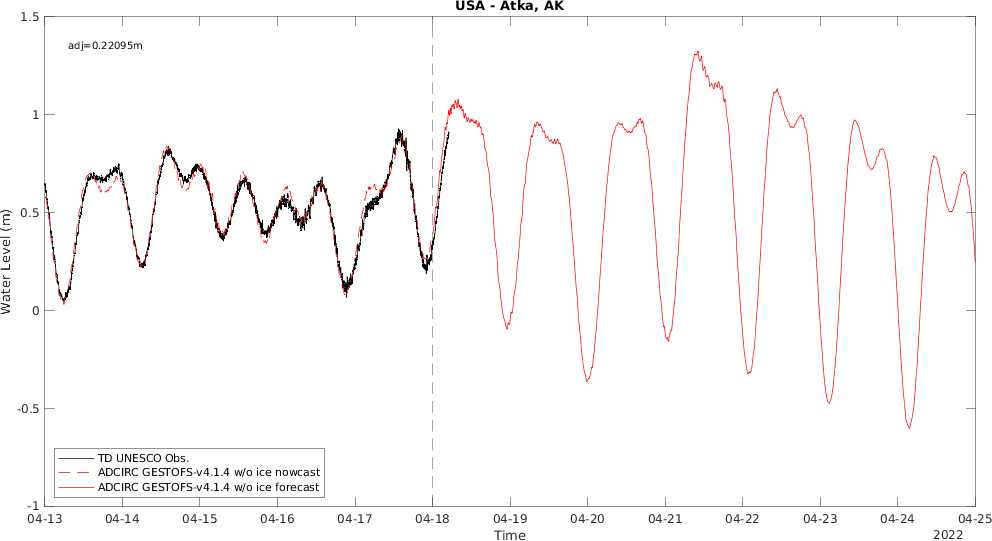 USA - Atka, AK
adj=0.22095m
1.5
1
0.5
0
-0.5
-1
Water Level (m)
TD UNESCO Obs.
ADCIRC GESTOFS-v4.1.4 w/o ice nowcast
ADCIRC GESTOFS-v4.1.4 w/o ice forecast
04-13 04-14 04-15 04-16 04-17 04-18 04-19 04-20 04-21 04-22 04-23 04-24 04-25
Time
2022